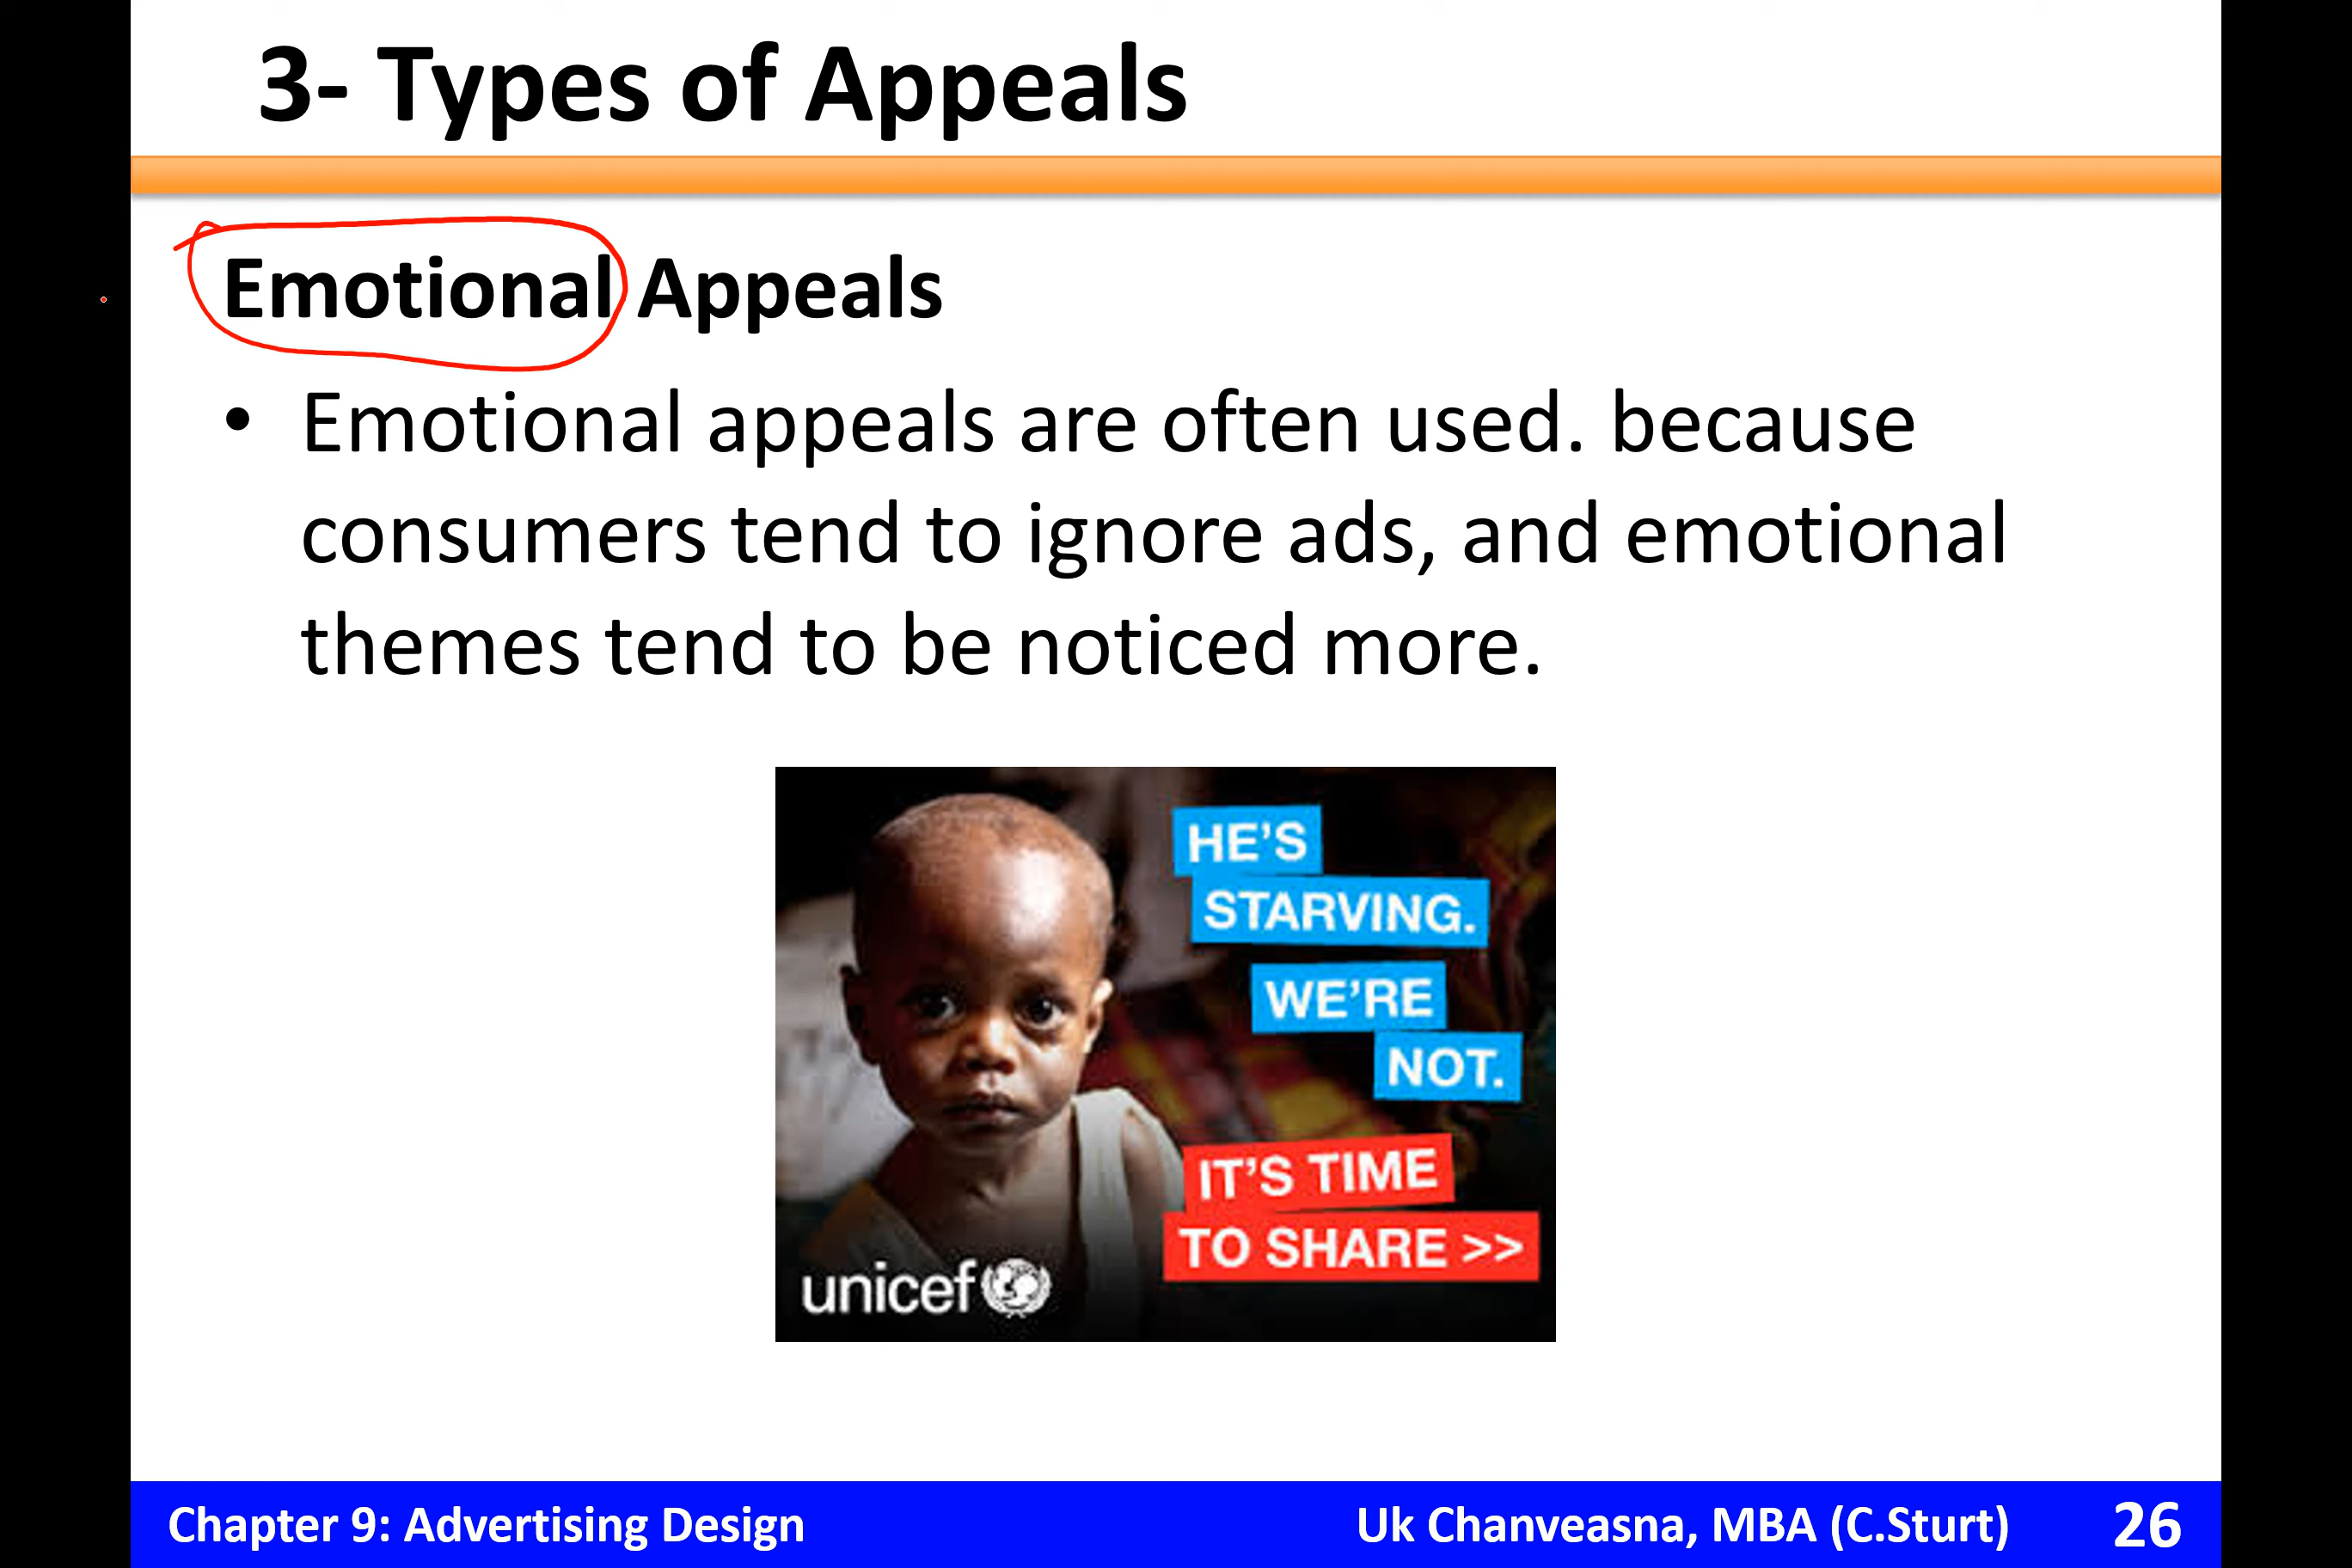 3- Types of Appeals
Emotional Appeals
• Emotional appeals are often used. because
consumers tend to ignore ads, and emotional
themes tend to be noticed more.
HE'S
STARVING.
WE'RE
NOT.
IT'S TIME
TO SHARE >>
unicef
Chapter 9: Advertising Design Uk Chanveasna, MBA (C.Sturt) 26